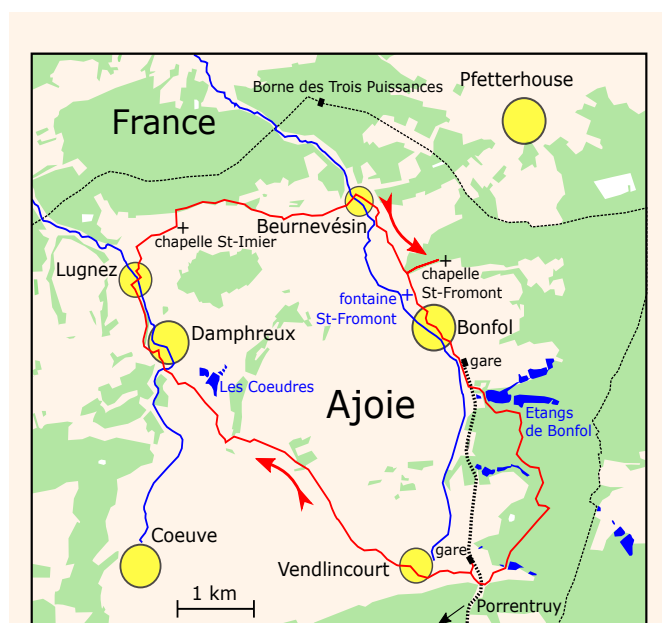 Pfetterhouse
Borne des Trois Puissances
France
Beurnevésin
chapelle St-Imier
Lugnez
chapelle
St-Fromont
fontaine
St-Fromont
Bonfol
Damphreux
gare
Les Coeudres
Ajoie
Etangs
de Bonfol
Coeuve
gare
Vendlincourt
1 km
Porrentruy